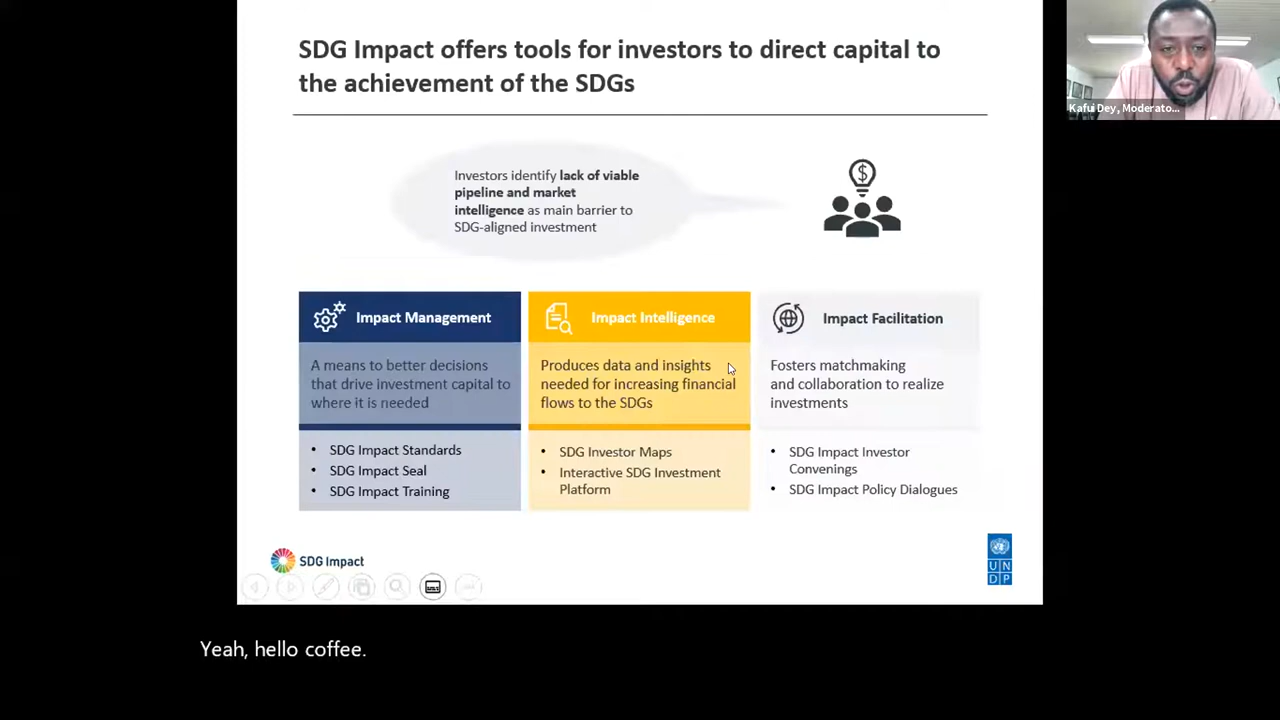 SDG Impact offers tools for investors to direct capital to
the achievement of the SDGs
Kafui Dey, Moderato...
Investors identify lack of viable
pipeline and market
intelligence as main barrier to
SDG-aligned investment
Impact Management
A means to better decisions
that drive investment capital to
where it is needed
• SDG Impact Standards
• SDG Impact Seal
• SDG Impact Training
Impact Intelligence
Produces data and insights
needed for increasing financial
flows to the SDGs
• SDG Investor Maps
• Interactive SDG Investment
Platform
Impact Facilitation
Fosters matchmaking
and collaboration to realize
investments
• SDG Impact Investor
Convenings
• SDG Impact Policy Dialogues
SDG Impact
U N
D P
Yeah, hello coffee.